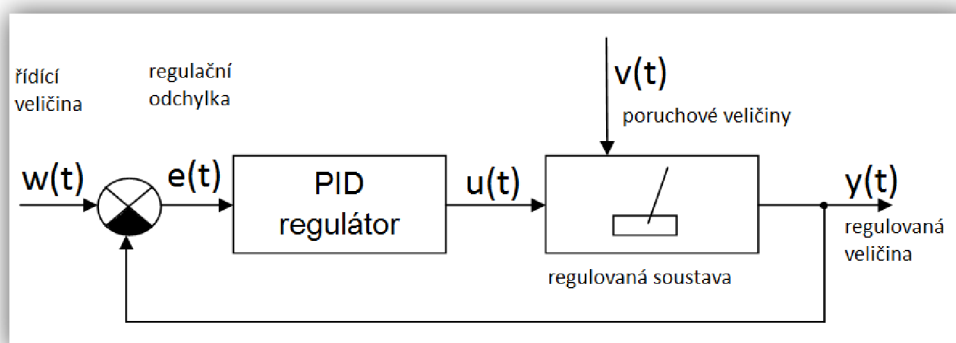 řídící
veličina
regulační
odchylka
v(t)
poruchové veličiny
w(t)
e(t)
PID
regulátor
u(t)
y(t)
regulovaná
veličina
regulovaná soustava